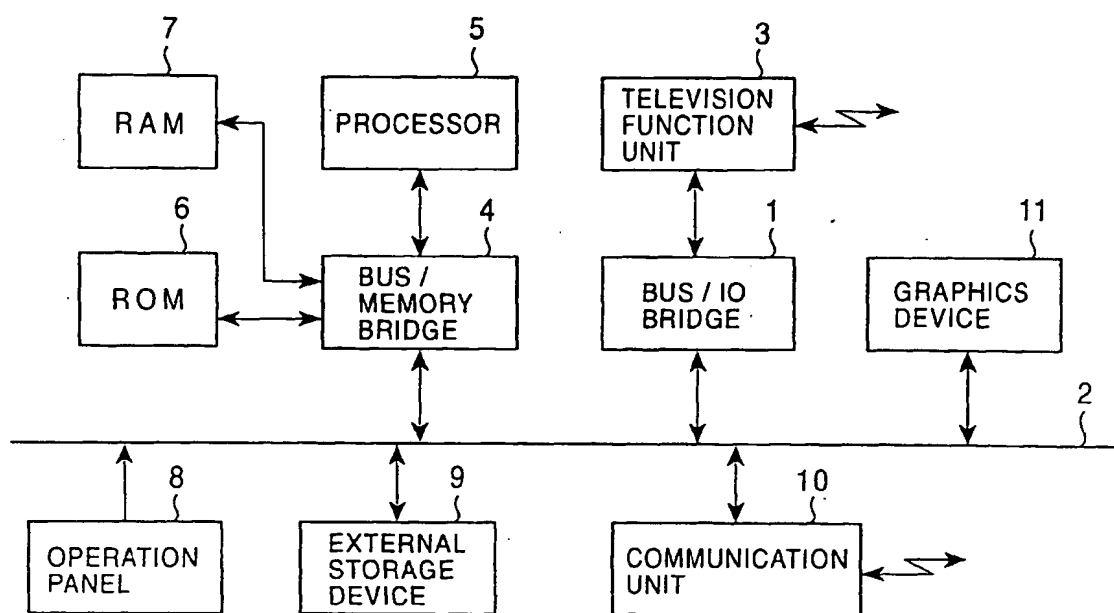 7
5
3
RAM
PROCESSOR
TELEVISION
FUNCTION
UNIT
6
4
1
11
ROM
BUS /
MEMORY
BRIDGE
BUS / IO
BRIDGE
GRAPHICS
DEVICE
2
8
9
10
OPERATION
PANEL
EXTERNAL
STORAGE
DEVICE
COMMUNICATION
UNIT